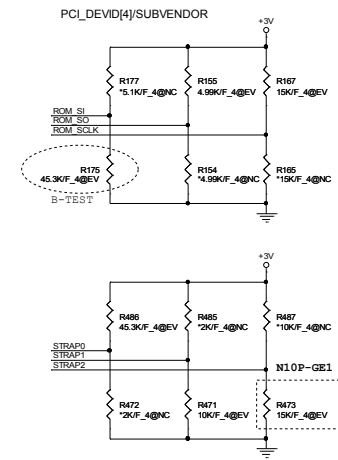 PCI_DEVID[4]/SUBVENDOR
+3V
R177
*5.1K/F_4@NC
R155
4.99K/F_4@EV
R167
15K/F_4@EV
ROM_SI
ROM_SO
ROM_SCLK
R175
45.3K/F_4@EV
R154
*4.99K/F_4@NC
R165
*15K/F_4@NC
B-TEST
+3V
R486
45.3K/F_4@EV
R485
*2K/F_4@NC
R487
*10K/F_4@NC
STRAP0
STRAP1
STRAP2
N10P-GE1
R472
*2K/F_4@NC
R471
10K/F_4@EV
R473
15K/F_4@EV